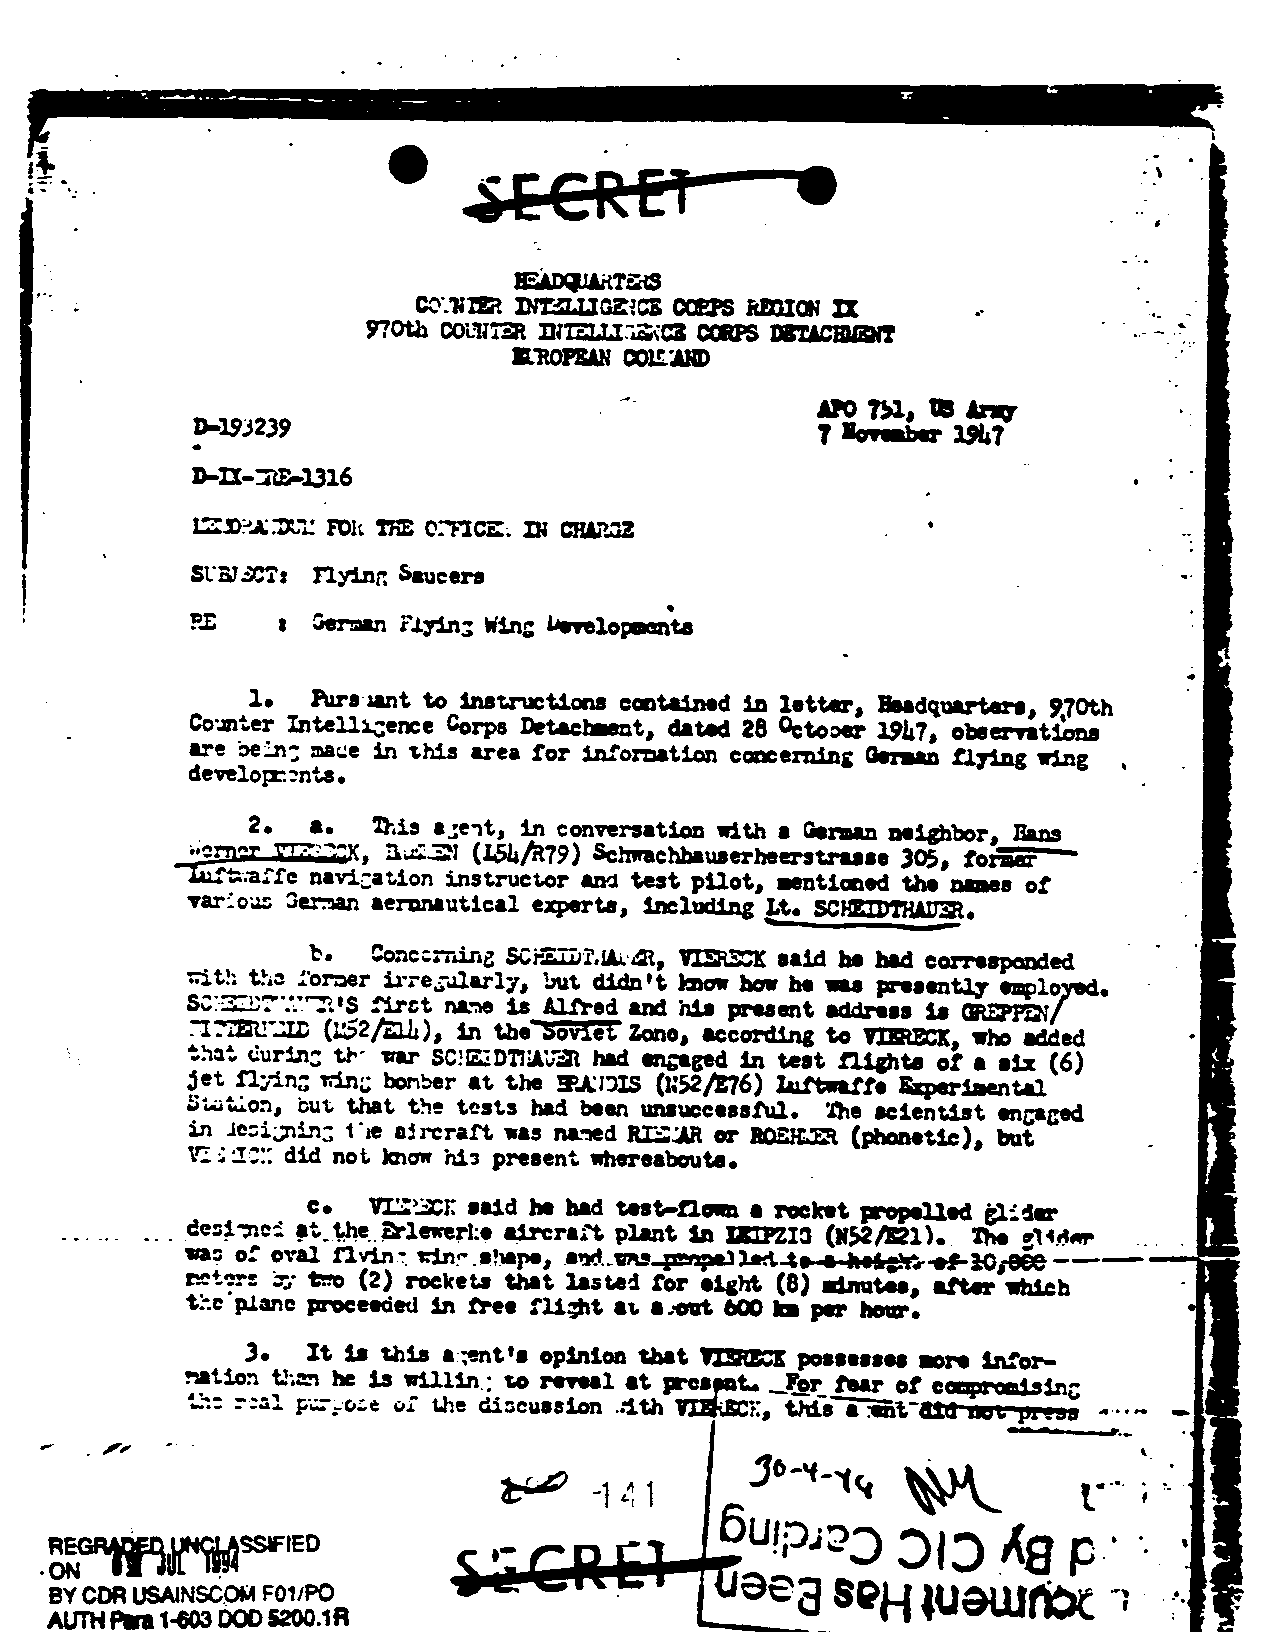 SECRET
HEADQUARTERS
COUNTER INTELLIGENCE CORPS REGION IX
970th COUNTER INTELLIGENCE CORPS DETACHMENT
EUROPEAN COMMAND
APO 751, US Army
7 November 1947
D-193239
D-IX-BRE-1316
MEMORANDUM FOR THE OFFICER IN CHARGE
SUBJECT: Flying Saucers
RE : German Flying Wing Developments
1. Pursuant to instructions contained in letter, Headquarters, 970th
Counter Intelligence Corps Detachment, dated 28 October 1947, observations
are being made in this area for information concerning German flying wing
developments.
2. a. This agent, in conversation with a German neighbor, Hans
Werner VIERECK, BREMEN (L54/R79) Schwachhauserheerstrasse 305, former
Luftwaffe navigation instructor and test pilot, mentioned the names of
various German aeronautical experts, including Lt. SCHEIDTHAUER.
b. Concerning SCHEIDTHAUER, VIERECK said he had corresponded
with the former irregularly, but didn't know how he was presently employed.
SCHEIDTHAUER'S first name is Alfred and his present address is GREPPEN/
BITTERFELD (M52/E14), in the Soviet Zone, according to VIERECK, who added
that during the war SCHEIDTHAUER had engaged in test flights of a six (6)
jet flying wing bomber at the BRANDIS (N52/E76) Luftwaffe Experimental
Station, but that the tests had been unsuccessful. The scientist engaged
in designing the aircraft was named or ROEHLER (phonetic), but
VIERECK did not know his present whereabouts.
c. VIERECK said he had test-flown a rocket propelled glider
designed at the Erlewerke aircraft plant in LEIPZIG (N52/E21). The glider
was of oval flying wing shape, and was propelled to a height of 10,000
meters by two (2) rockets that lasted for eight (8) minutes, after which
the plane proceeded in free flight at about 600 km per hour.
3. It is this agent's opinion that VIERECK possesses more infor-
mation than he is willing to reveal at present. For fear of compromising
the real purpose of the discussion with VIERECK, this agent did not press
141
30-4-
cument Has Been
d By CIC Carding
SECRET
REGRADED UNCLASSIFIED
ON JUL 1994
BY CDR USAINSCOM F01/PO
AUTH Para 1-603 DOD 5200.1R